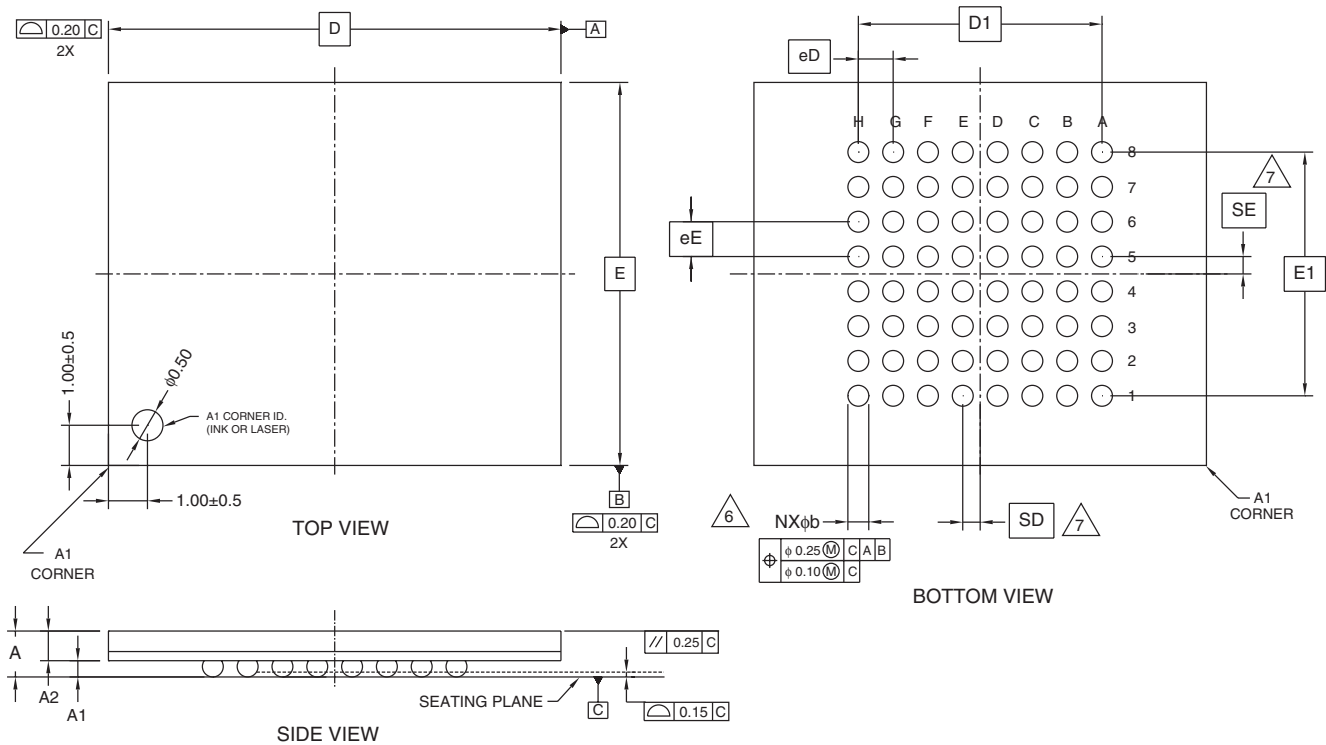 ⌓ 0.20 C
2X
D
A
E
1.00±0.5
ϕ0.50
A1 CORNER ID.
(INK OR LASER)
1.00±0.5
B
⌓ 0.20 C
2X
TOP VIEW
A1
CORNER
D1
eD
H G F E D C B A
8
7
6
5
4
3
2
1
7
SE
eE
E1
6
NXϕb
SD
7
A1
CORNER
⌖ ϕ 0.25 Ⓜ C A B
ϕ 0.10 Ⓜ C
BOTTOM VIEW
A
A2
A1
// 0.25 C
SEATING PLANE
C
⌓ 0.15 C
SIDE VIEW